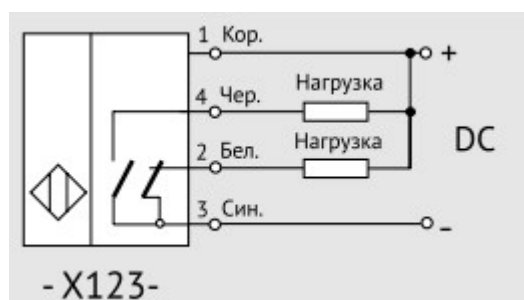 1 Кор. +
4 Чер. Нагрузка
2 Бел. Нагрузка DC
3 Син. -
- X123-